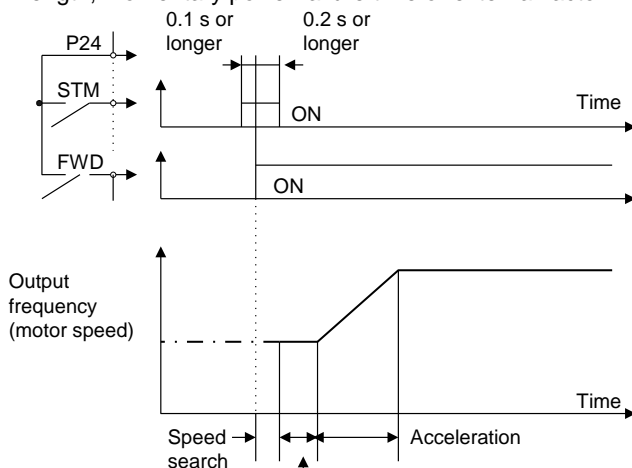 0.1 s or
longer
0.2 s or
longer
P24
STM
ON
Time
FWD
ON
Output
frequency
(motor speed)
Time
Speed
search
Acceleration